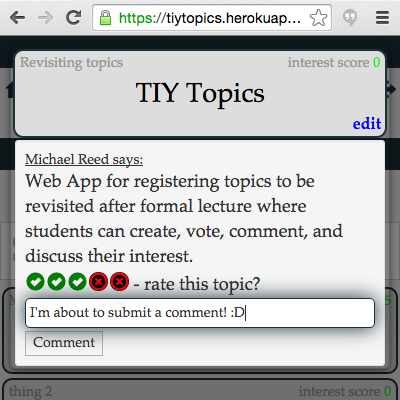 https://tiytopics.herokuap...
Revisiting topics interest score 0
TIY Topics
edit
Michael Reed says:
Web App for registering topics to be
revisited after formal lecture where
students can create, vote, comment, and
discuss their interest.
- rate this topic?
I'm about to submit a comment! :D
Comment
thing 2 interest score 0